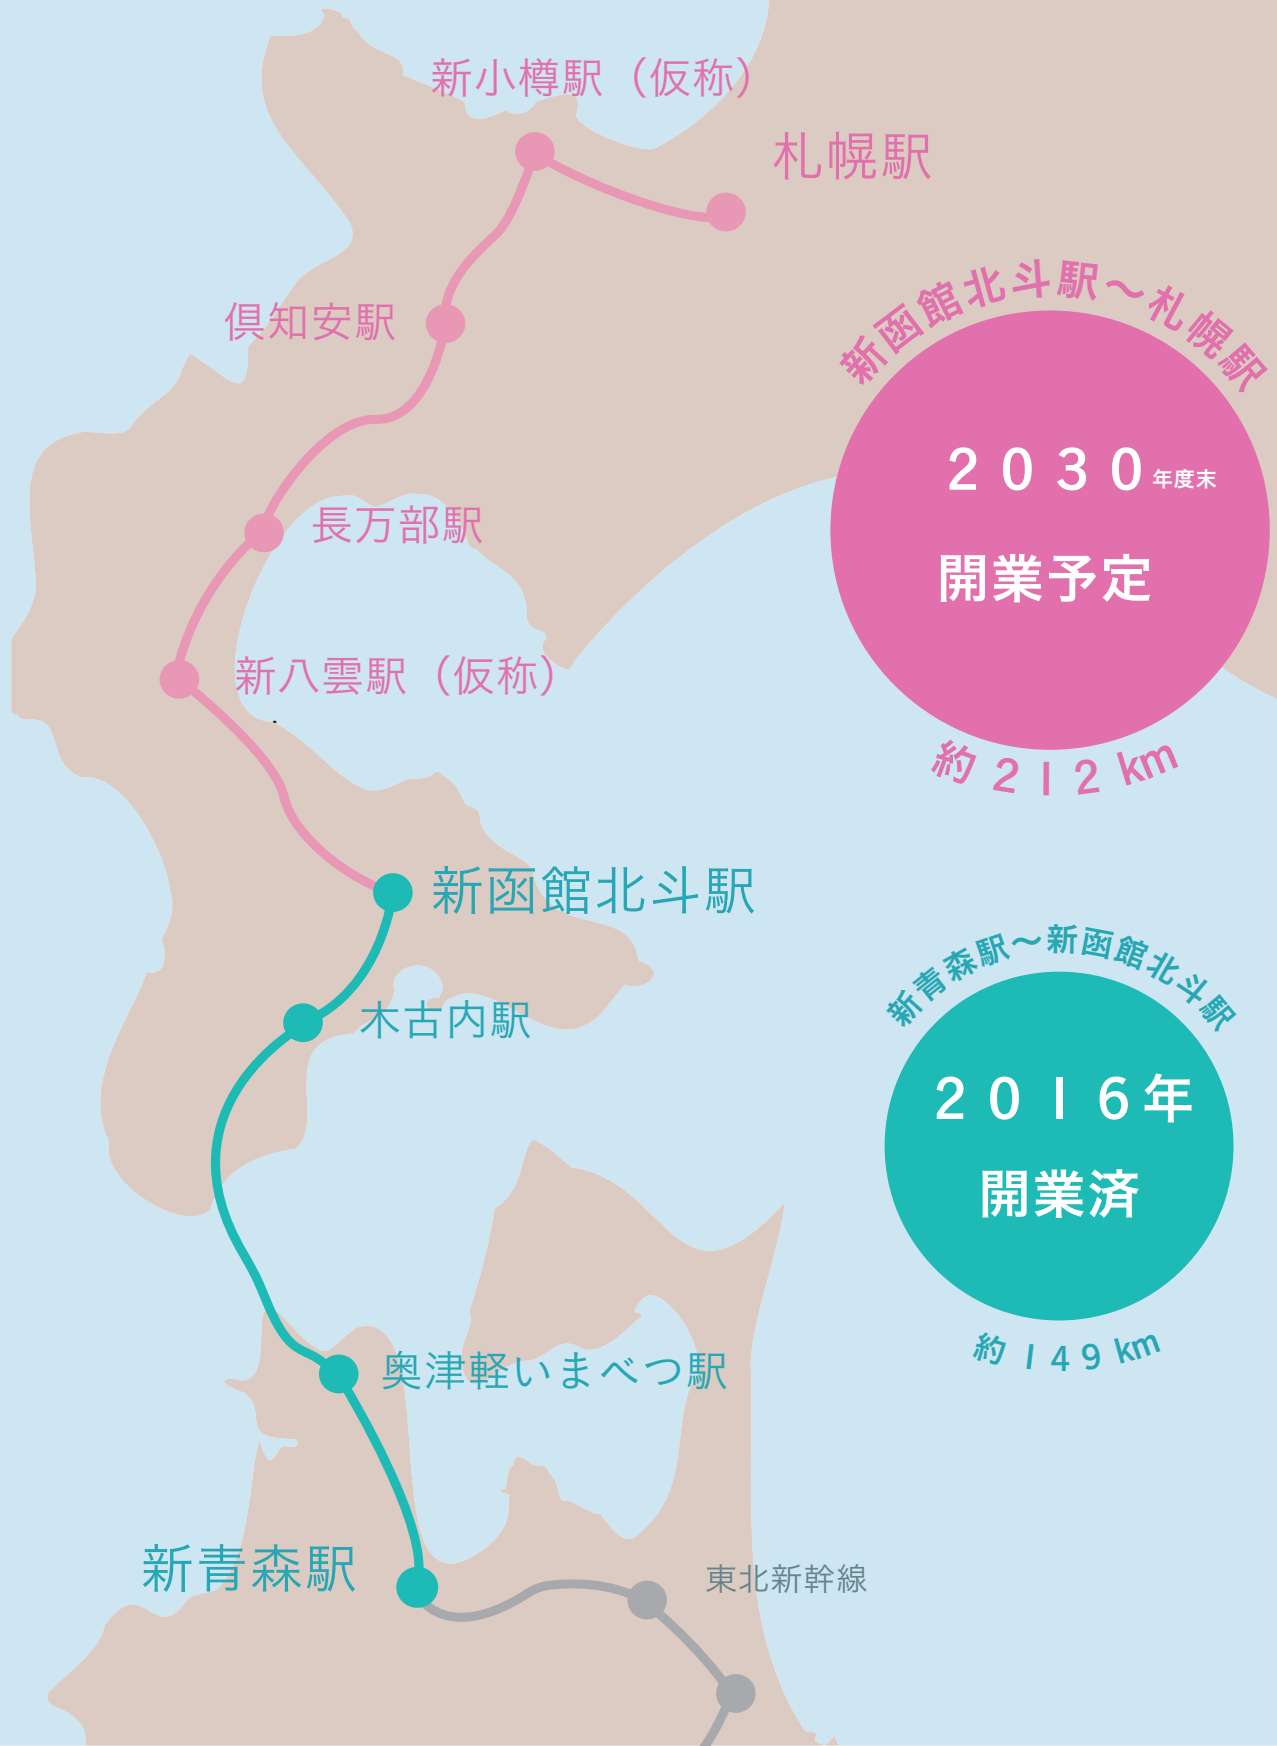 新小樽駅（仮称）
札幌駅
新函館北斗駅～札幌駅
倶知安駅
２０３０年度末
長万部駅
開業予定
新八雲駅（仮称）
約２１２km
新函館北斗駅
新青森駅～新函館北斗駅
木古内駅
２０１６年
開業済
約１４９km
奥津軽いまべつ駅
新青森駅
東北新幹線